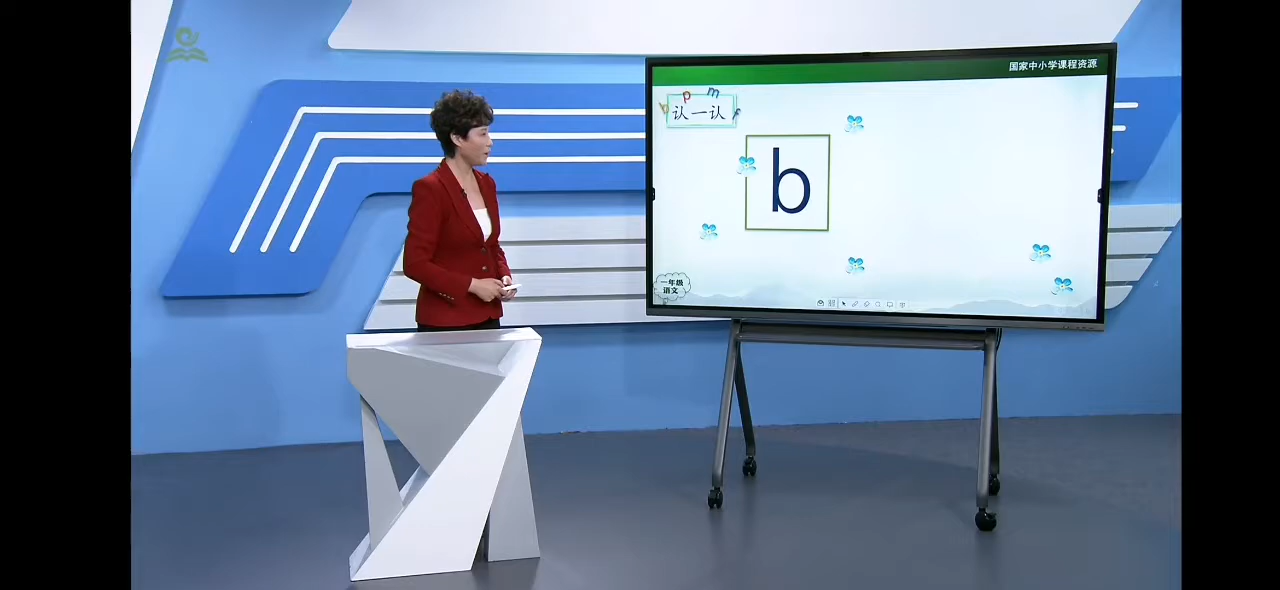 国家中小学课程资源
b p m f
认一认
b
一年级
语文